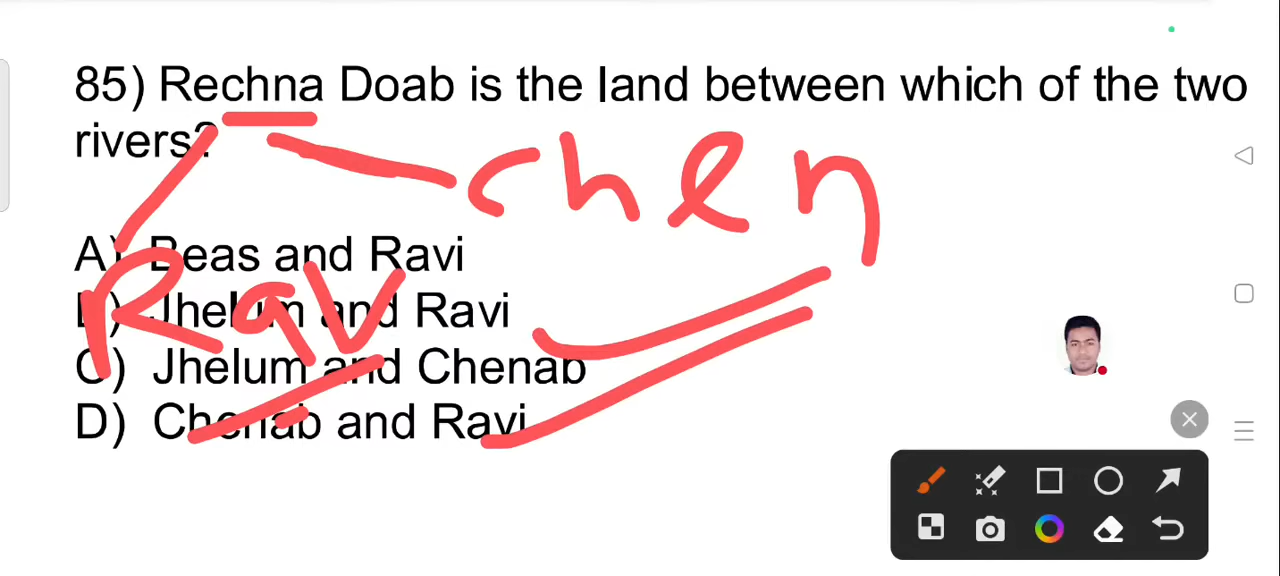 85) Rechna Doab is the land between which of the two
rivers?
chen
A) Beas and Ravi
Rav
B) Jhelum and Ravi
C) Jhelum and Chenab
D) Chenab and Ravi